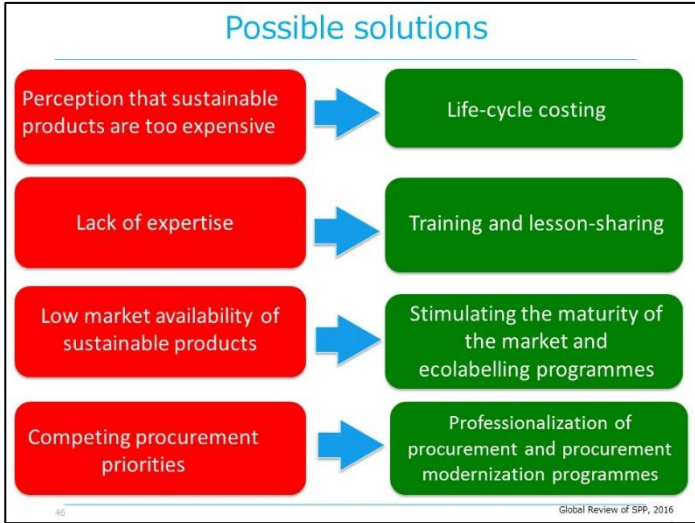 Possible solutions
Perception that sustainable
products are too expensive
Life-cycle costing
Lack of expertise
Training and lesson-sharing
Low market availability of
sustainable products
Stimulating the maturity of
the market and
ecolabelling programmes
Competing procurement
priorities
Professionalization of
procurement and procurement
modernization programmes
46
Global Review of SPP, 2016